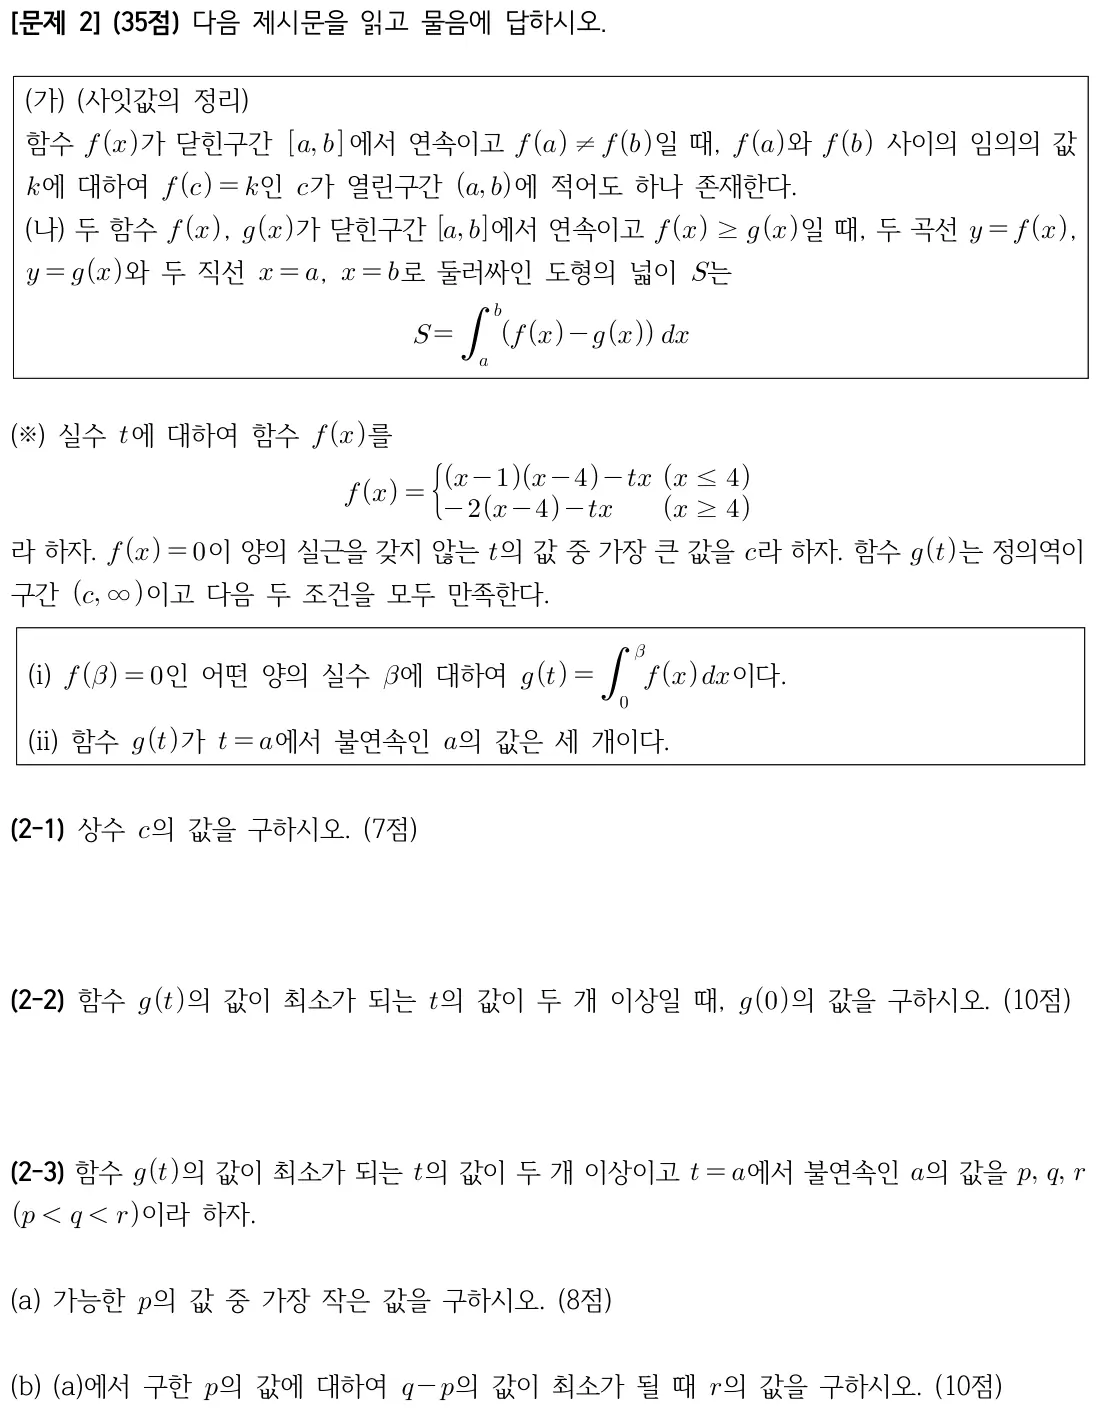 [문제 2] (35점) 다음 제시문을 읽고 물음에 답하시오.
(가) (사잇값의 정리)
함수 f(x)가 닫힌구간 [a, b]에서 연속이고 f(a)≠f(b)일 때, f(a)와 f(b) 사이의 임의의 값
k에 대하여 f(c)=k인 c가 열린구간 (a, b)에 적어도 하나 존재한다.
(나) 두 함수 f(x), g(x)가 닫힌구간 [a, b]에서 연속이고 f(x) ≥ g(x)일 때, 두 곡선 y=f(x),
y=g(x)와 두 직선 x=a, x=b로 둘러싸인 도형의 넓이 S는
S=∫_a^b (f(x)-g(x)) dx
(※) 실수 t에 대하여 함수 f(x)를
f(x)={(x-1)(x-4)-tx (x ≤ 4)
-2(x-4)-tx (x ≥ 4)
라 하자. f(x)=0이 양의 실근을 갖지 않는 t의 값 중 가장 큰 값을 c라 하자. 함수 g(t)는 정의역이
구간 (c, ∞)이고 다음 두 조건을 모두 만족한다.
(i) f(β)=0인 어떤 양의 실수 β에 대하여 g(t)=∫_0^β f(x)dx이다.
(ii) 함수 g(t)가 t=a에서 불연속인 a의 값은 세 개이다.
(2-1) 상수 c의 값을 구하시오. (7점)
(2-2) 함수 g(t)의 값이 최소가 되는 t의 값이 두 개 이상일 때, g(0)의 값을 구하시오. (10점)
(2-3) 함수 g(t)의 값이 최소가 되는 t의 값이 두 개 이상이고 t=a에서 불연속인 a의 값을 p, q, r
(p<q<r)이라 하자.
(a) 가능한 p의 값 중 가장 작은 값을 구하시오. (8점)
(b) (a)에서 구한 p의 값에 대하여 q-p의 값이 최소가 될 때 r의 값을 구하시오. (10점)